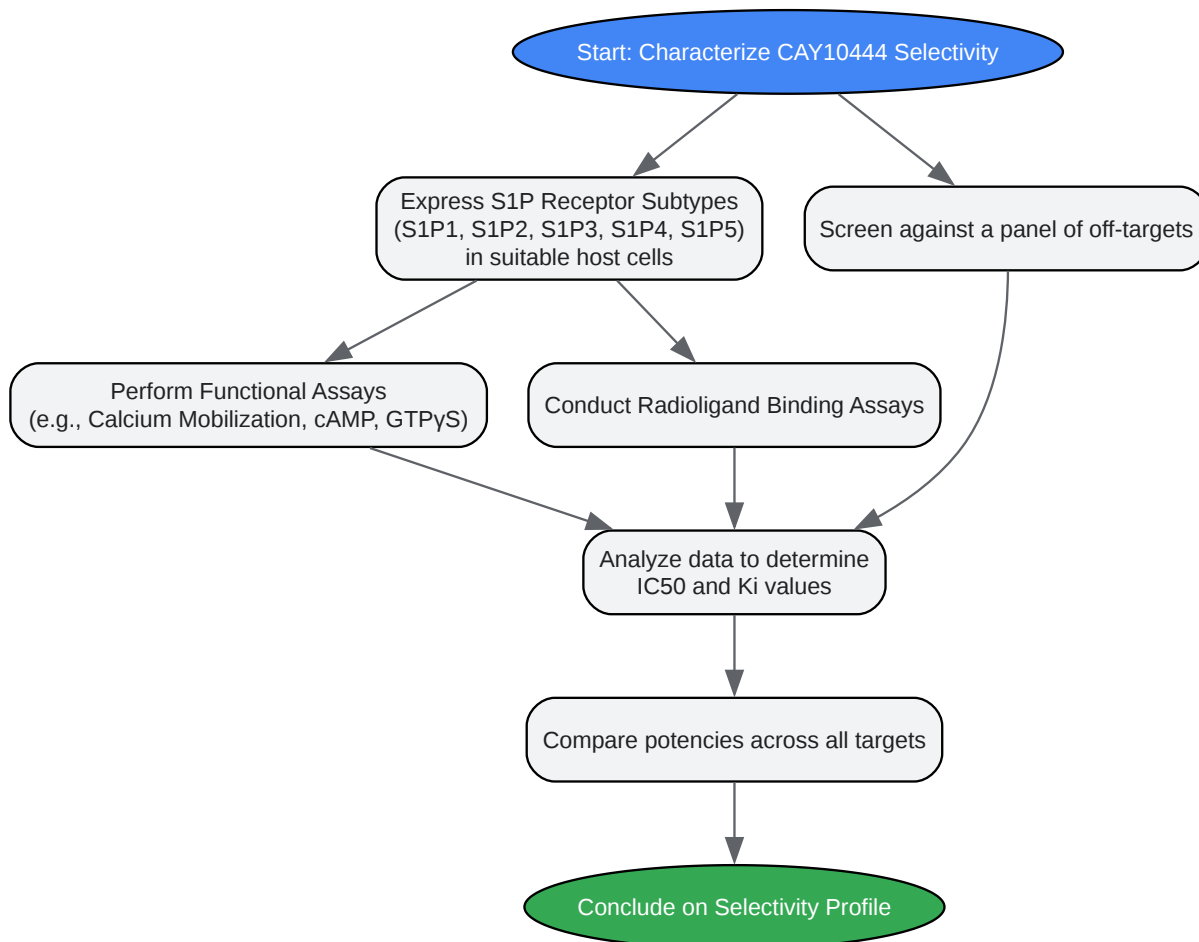 Start: Characterize CAY10444 Selectivity
Express S1P Receptor Subtypes
(S1P1, S1P2, S1P3, S1P4, S1P5)
in suitable host cells
Screen against a panel of off-targets
Perform Functional Assays
(e.g., Calcium Mobilization, cAMP, GTPγS)
Conduct Radioligand Binding Assays
Analyze data to determine
IC50 and Ki values
Compare potencies across all targets
Conclude on Selectivity Profile